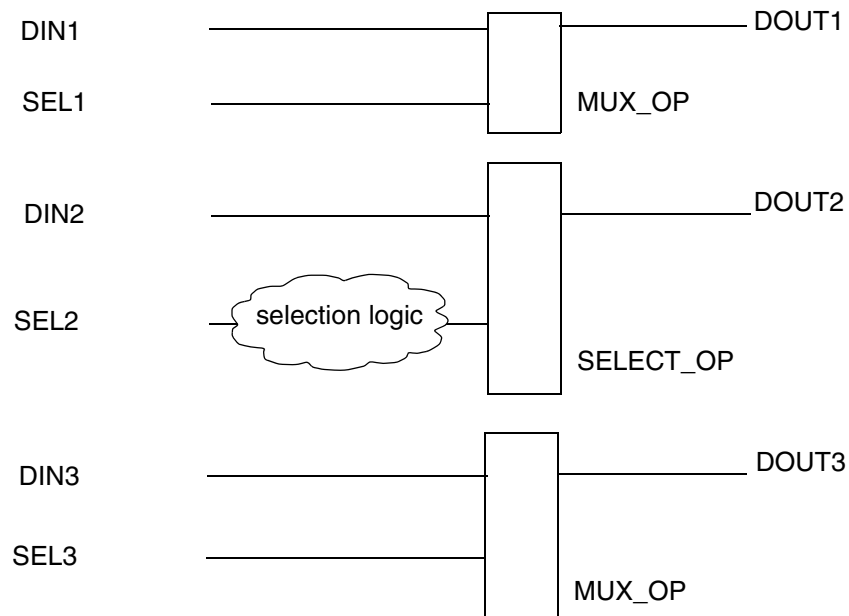 DIN1
DOUT1
SEL1
MUX_OP
DIN2
DOUT2
SEL2
selection logic
SELECT_OP
DIN3
DOUT3
SEL3
MUX_OP